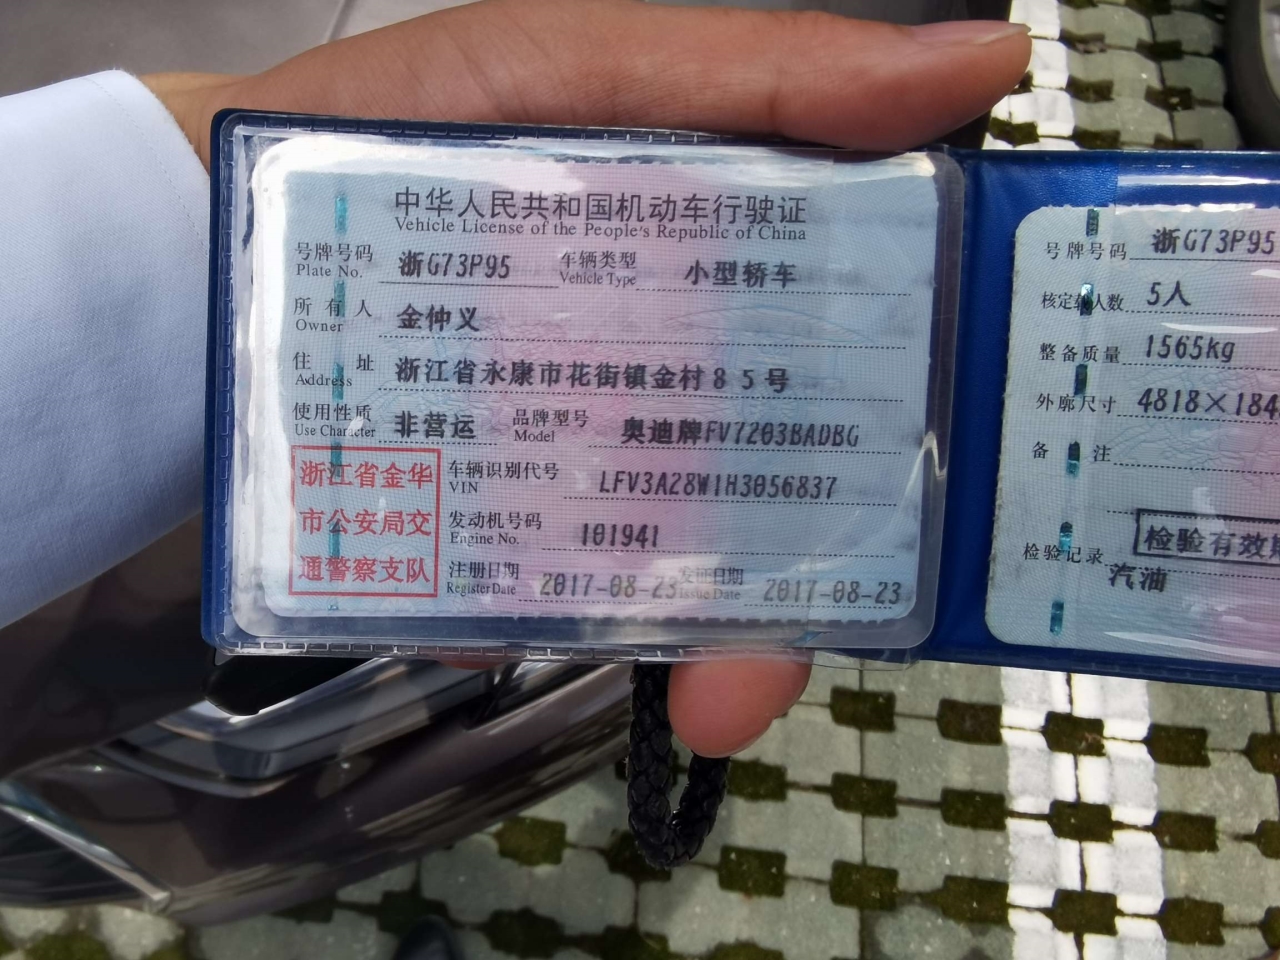 中华人民共和国机动车行驶证
Vehicle License of the People's Republic of China
号牌号码 浙G73P95 车辆类型 小型轿车
Plate No. Vehicle Type
所有人 金仲义
Owner
住址 浙江省永康市花街镇金村85号
Address
使用性质 非营运 品牌型号 奥迪牌FV7203BADBG
Use Character Model
浙江省金华
市公安局交
通警察支队
车辆识别代号 LFV3A28W1H3056837
VIN
发动机号码 101941
Engine No.
注册日期 2017-08-23 发证日期 2017-08-23
Register Date Issue Date
号牌号码 浙G73P95
核定载人数 5人
整备质量 1565kg
外廓尺寸 4818×184
备注
检验有效期
检验记录
汽油